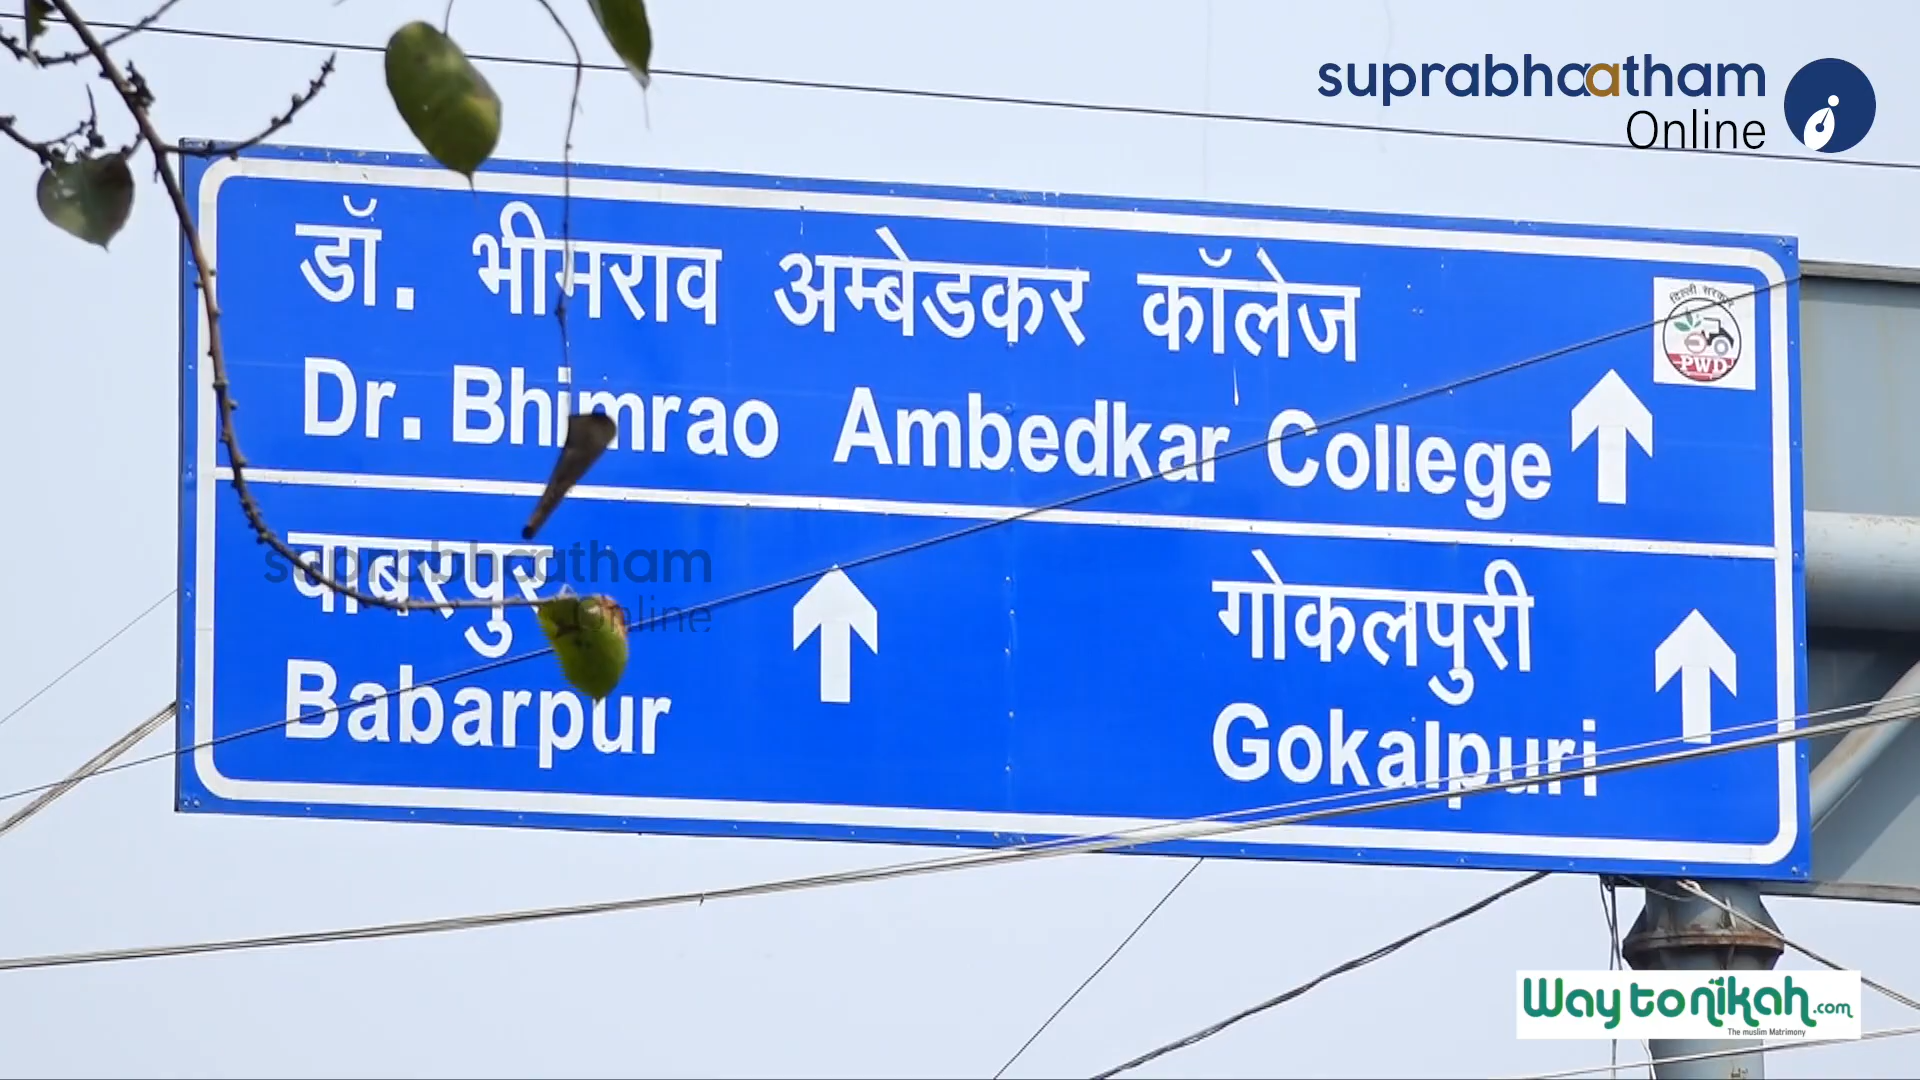 suprabhaatham
Online
डॉ. भीमराव अम्बेडकर कॉलेज
दिल्ली सरकार
PWD
Dr. Bhimrao Ambedkar College
बाबरपुर
suprabhaatham
Online
Babarpur
गोकलपुरी
Gokalpuri
Waytonikah.com
The muslim Matrimony